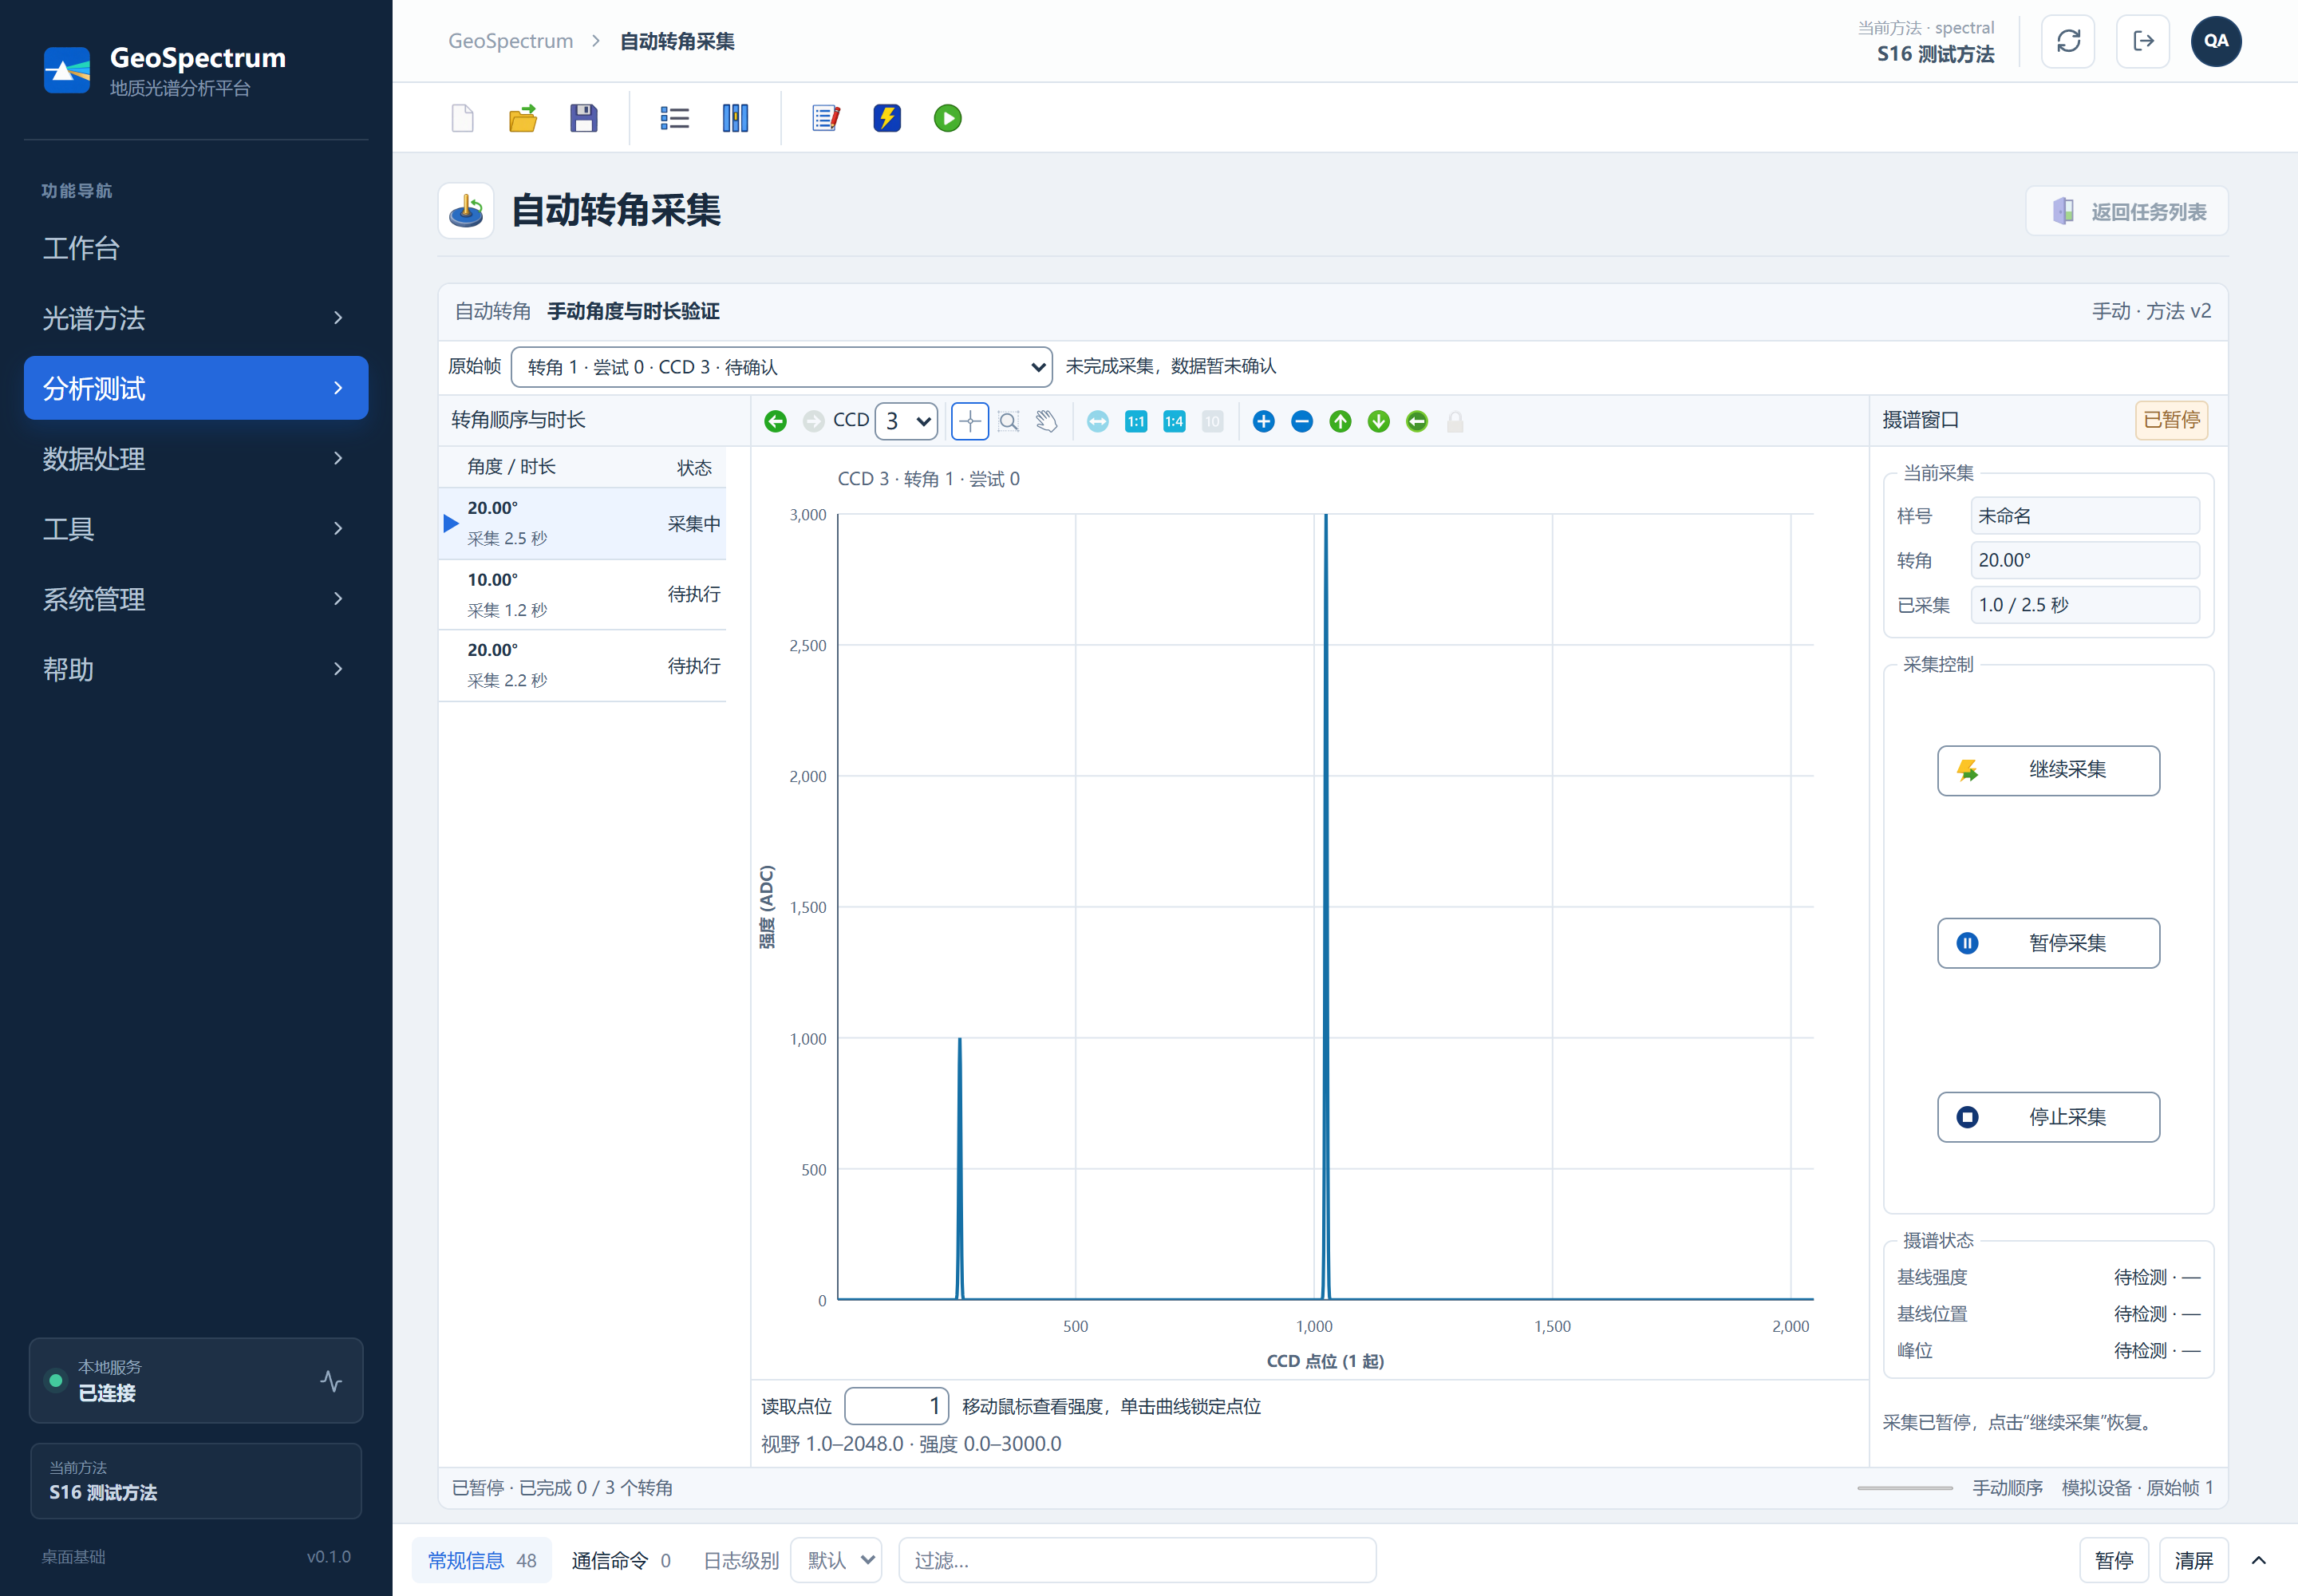 GeoSpectrum
地质光谱分析平台
功能导航
工作台
光谱方法
分析测试
数据处理
工具
系统管理
帮助
本地服务
已连接
当前方法
S16 测试方法
桌面基础 v0.1.0
GeoSpectrum 自动转角采集
当前方法 · spectral
S16 测试方法
QA
自动转角采集
返回任务列表
自动转角 手动角度与时长验证 手动 · 方法 v2
原始帧 转角 1 · 尝试 0 · CCD 3 · 待确认 未完成采集，数据暂未确认
转角顺序与时长
角度 / 时长 状态
20.00°
采集 2.5 秒 采集中
10.00°
采集 1.2 秒 待执行
20.00°
采集 2.2 秒 待执行
CCD 3 1:1 1:4 10
CCD 3 · 转角 1 · 尝试 0
3,000
2,500
2,000
1,500
1,000
500
0
强度 (ADC)
500 1,000 1,500 2,000
CCD 点位 (1 起)
读取点位 1 移动鼠标查看强度，单击曲线锁定点位
视野 1.0–2048.0 · 强度 0.0–3000.0
摄谱窗口 已暂停
当前采集
样号 未命名
转角 20.00°
已采集 1.0 / 2.5 秒
采集控制
继续采集
暂停采集
停止采集
摄谱状态
基线强度 待检测 · —
基线位置 待检测 · —
峰位 待检测 · —
采集已暂停，点击“继续采集”恢复。
已暂停 · 已完成 0 / 3 个转角 手动顺序 模拟设备 · 原始帧 1
常规信息 48 通信命令 0 日志级别 默认 过滤... 暂停 清屏